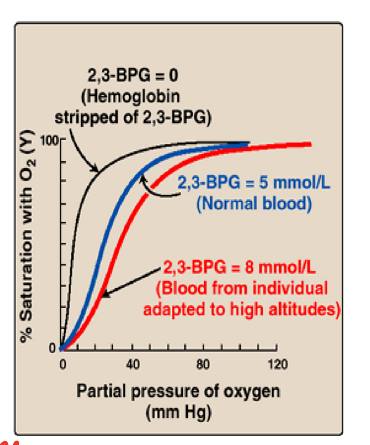 2,3-BPG = 0
(Hemoglobin
stripped of 2,3-BPG)
% Saturation with O₂ (Y)
100
2,3-BPG = 5 mmol/L
(Normal blood)
2,3-BPG = 8 mmol/L
(Blood from individual
adapted to high altitudes)
0
0 40 80 120
Partial pressure of oxygen
(mm Hg)